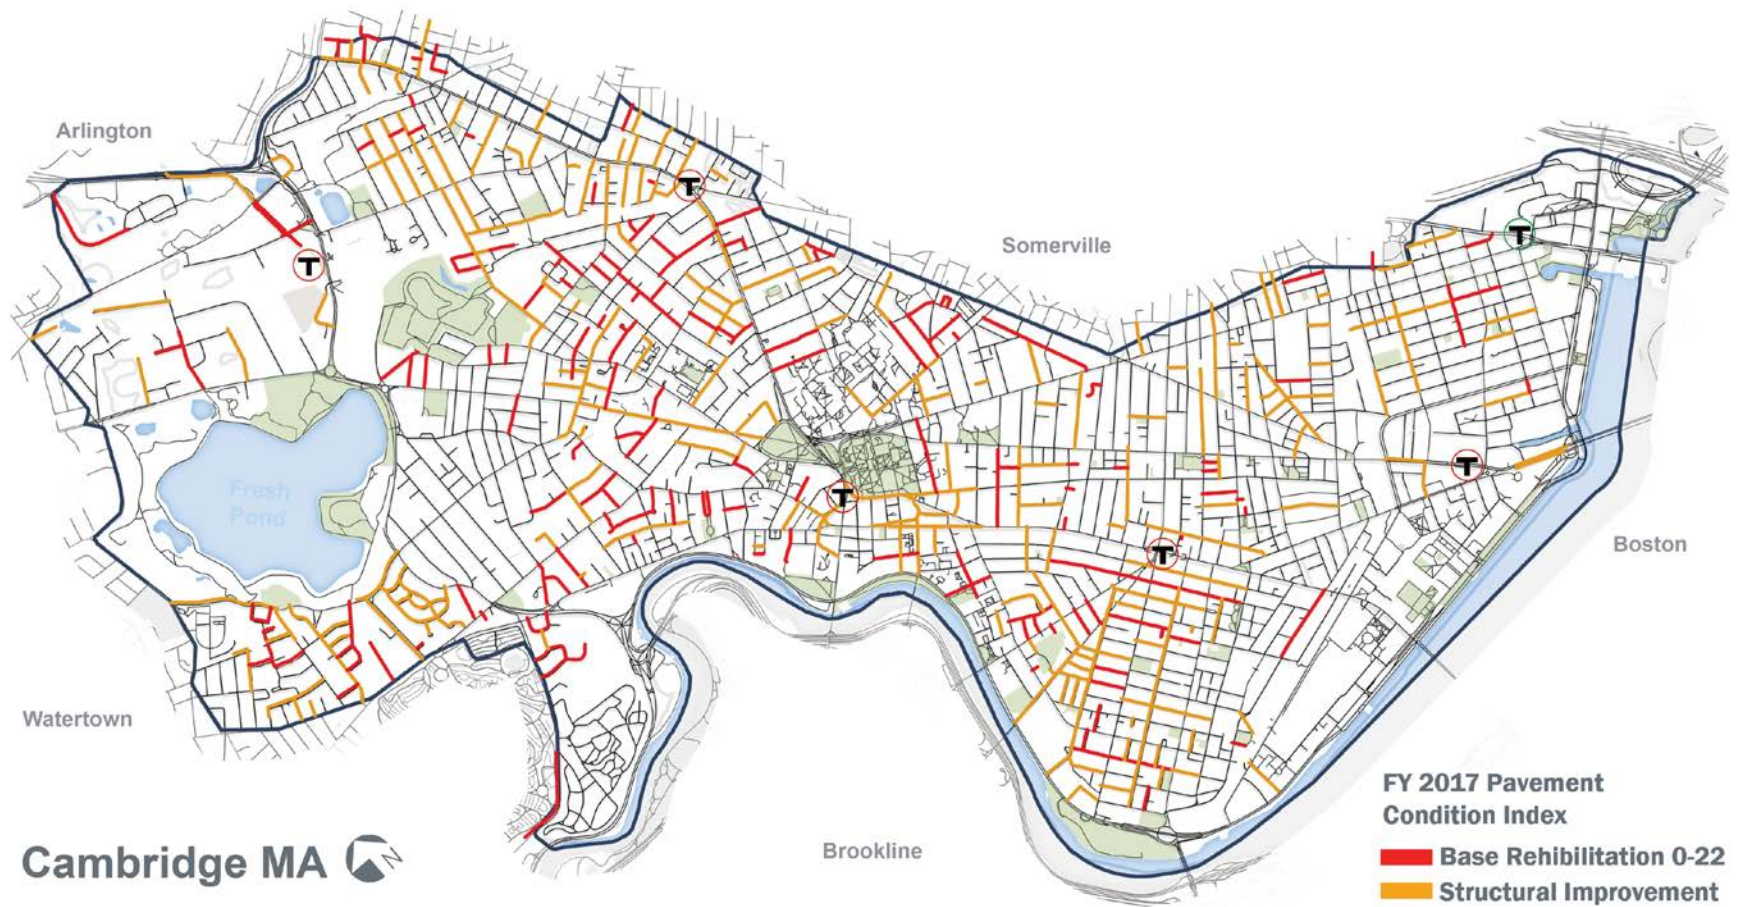 Arlington
Somerville
Fresh
Pond
T
T
T
T
T
T
Boston
Watertown
Brookline
FY 2017 Pavement
Condition Index
Base Rehibilitation 0-22
Structural Improvement
Cambridge MA
N